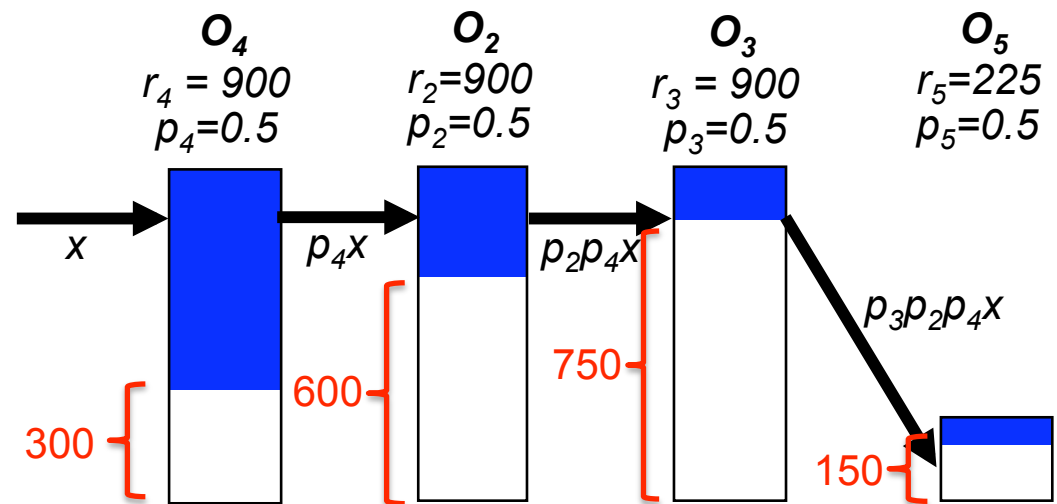 O₄
r₄ = 900
p₄=0.5
O₂
r₂=900
p₂=0.5
O₃
r₃ = 900
p₃=0.5
O₅
r₅=225
p₅=0.5
x
p₄x
p₂p₄x
p₃p₂p₄x
300
600
750
150